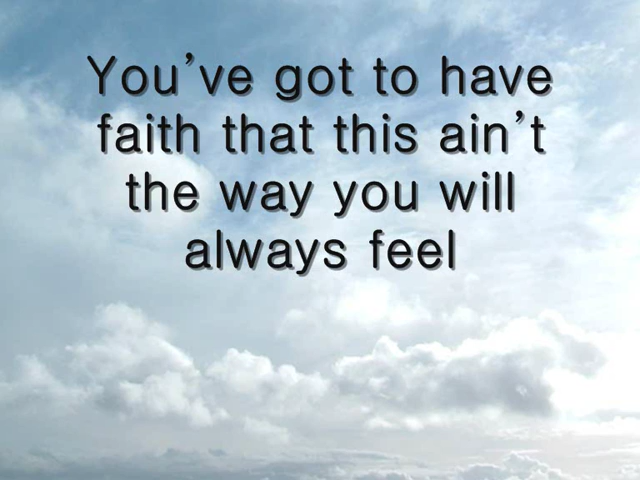 You’ve got to have
faith that this ain’t
the way you will
always feel